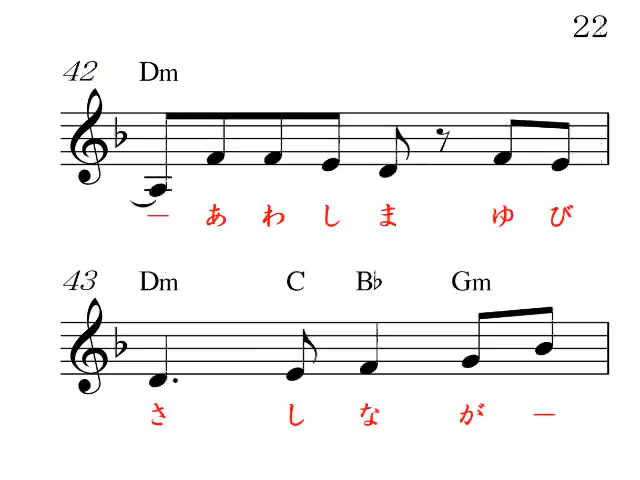 22
42 Dm
ー あ わ し ま ゆ び
43 Dm C B♭ Gm
さ し な が ー